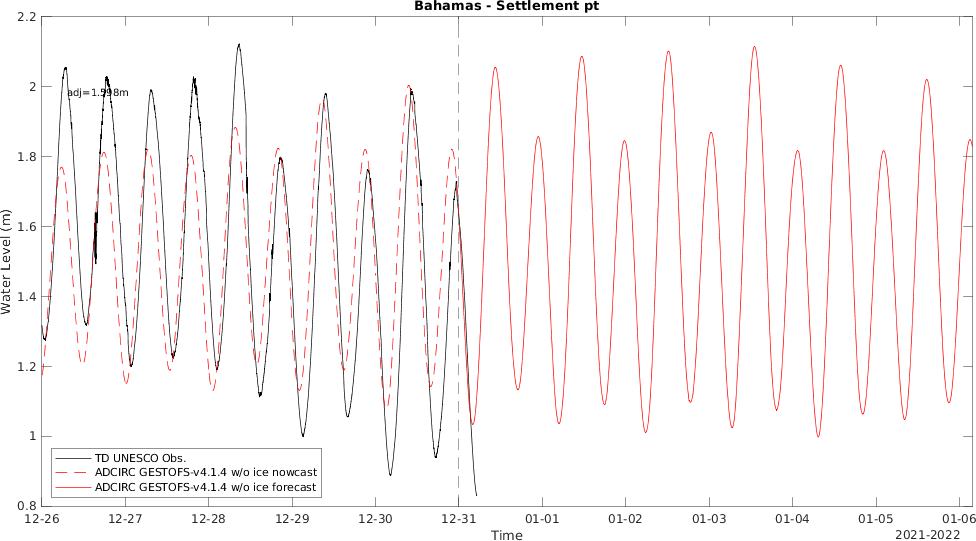 Bahamas - Settlement pt
2.2
2
1.8
1.6
1.4
1.2
1
0.8
Water Level (m)
adj=1.598m
TD UNESCO Obs.
ADCIRC GESTOFS-v4.1.4 w/o ice nowcast
ADCIRC GESTOFS-v4.1.4 w/o ice forecast
12-26 12-27 12-28 12-29 12-30 12-31 01-01 01-02 01-03 01-04 01-05 01-06
Time
2021-2022